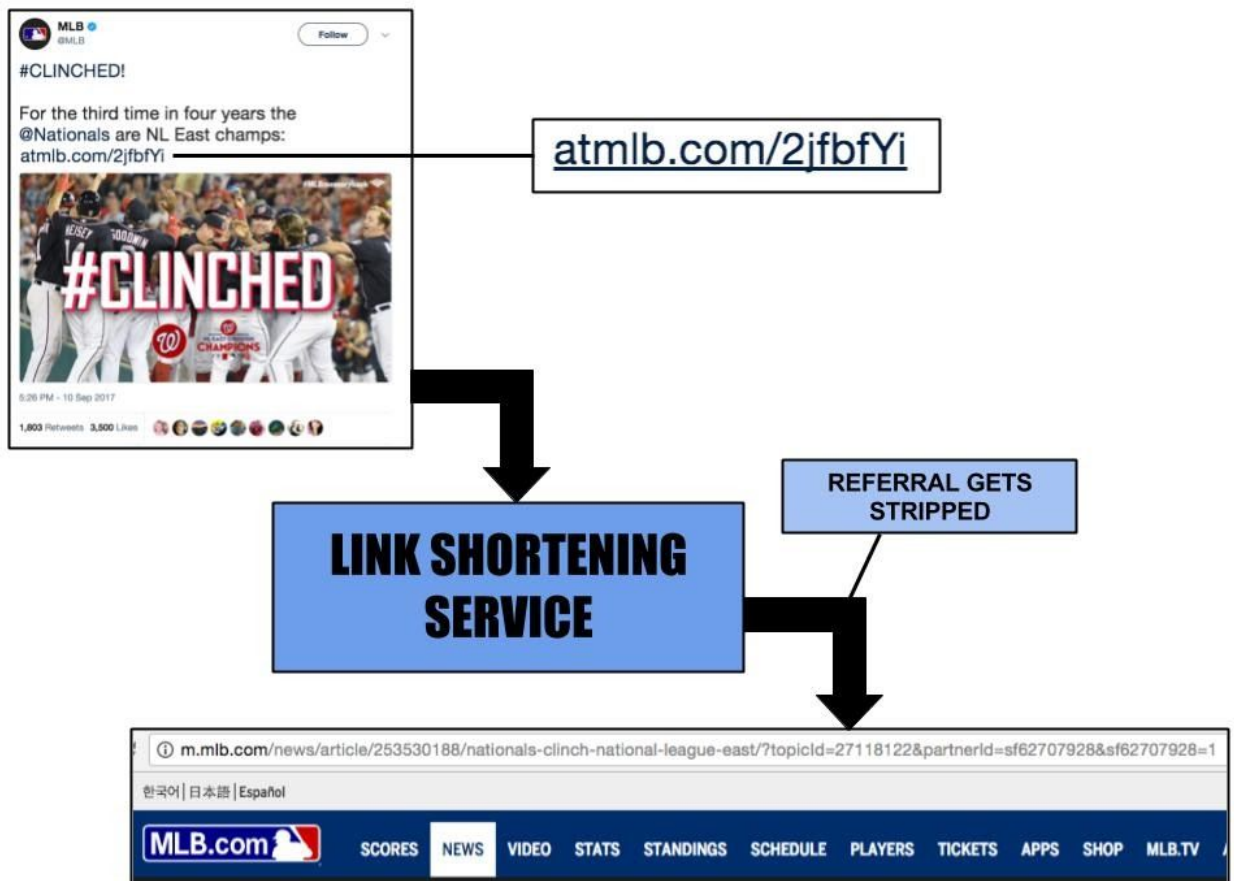 MLB
@MLB
Follow
#CLINCHED!
For the third time in four years the
@Nationals are NL East champs:
atmlb.com/2jfbfYi
atmlb.com/2jfbfYi
HEISEY
14
GOODWIN
#CLINCHED
W
CHAMPIONS
5:26 PM - 10 Sep 2017
1,803 Retweets 3,500 Likes
LINK SHORTENING
SERVICE
REFERRAL GETS
STRIPPED
m.mlb.com/news/article/253530188/nationals-clinch-national-league-east/?topicId=27118122&partnerId=sf62707928&sf62707928=1
한국어|日本語|Español
MLB.com
SCORES NEWS VIDEO STATS STANDINGS SCHEDULE PLAYERS TICKETS APPS SHOP MLB.TV